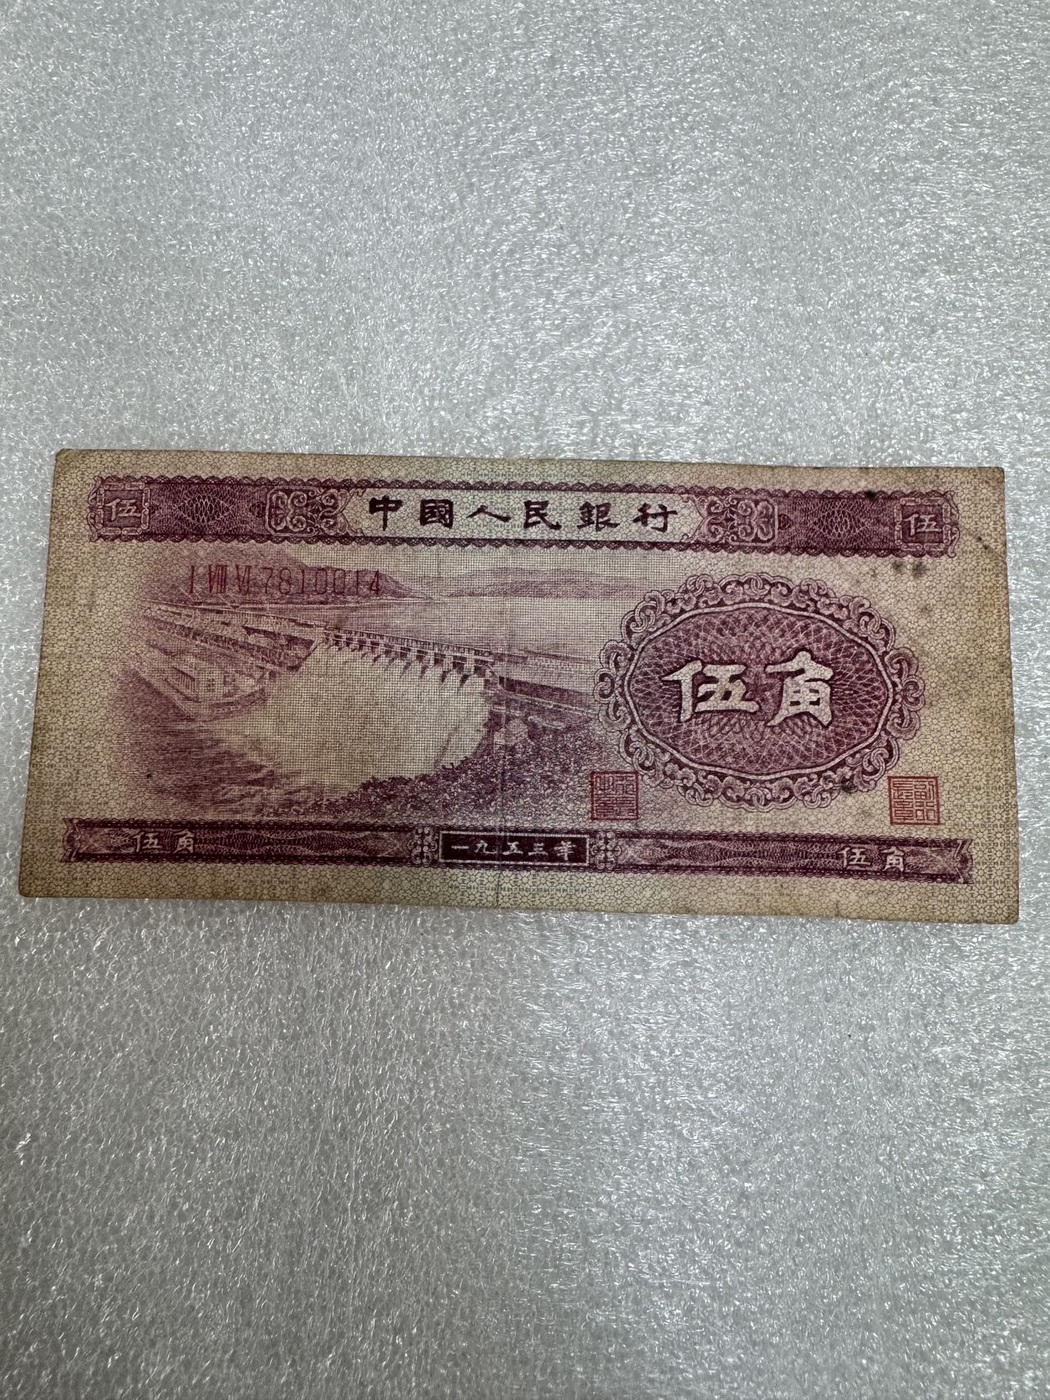 伍 中國人民銀行 伍
I VIII VI 7810014
伍角
伍角 一九五三年 伍角